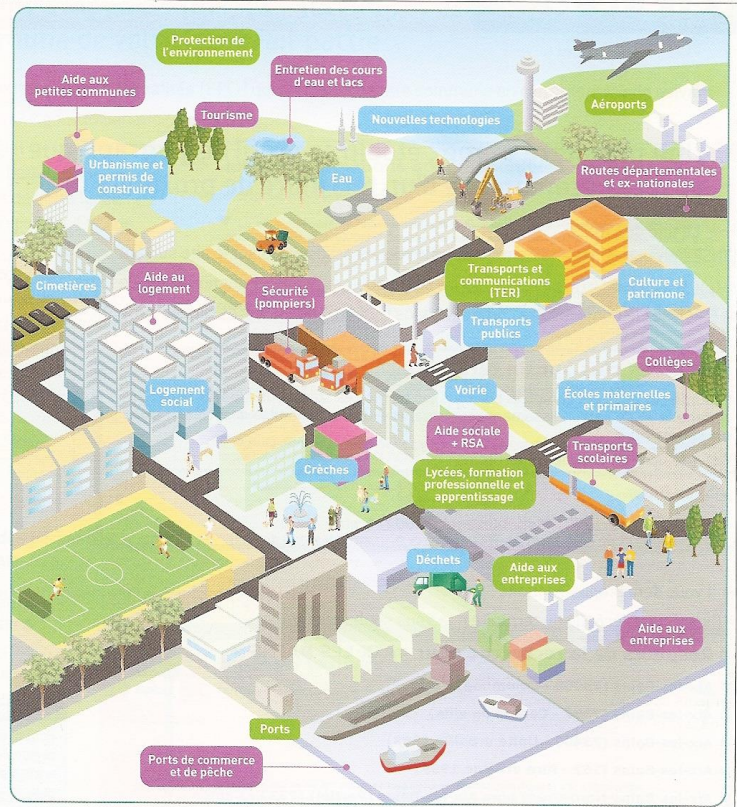 Protection de
l'environnement
Aide aux
petites communes
Entretien des cours
d'eau et lacs
Tourisme
Nouvelles technologies
Aéroports
Urbanisme et
permis de
construire
Eau
Routes départementales
et ex-nationales
Cimetières
Aide au
logement
Sécurité
(pompiers)
Transports et
communications
(TER)
Culture et
patrimone
Transports
publics
Collèges
Logement
social
Voirie
Écoles maternelles
et primaires
Aide sociale
+ RSA
Transports
scolaires
Crèches
Lycées, formation
professionnelle et
apprentissage
Déchets
Aide aux
entreprises
Aide aux
entreprises
Ports
Ports de commerce
et de pêche